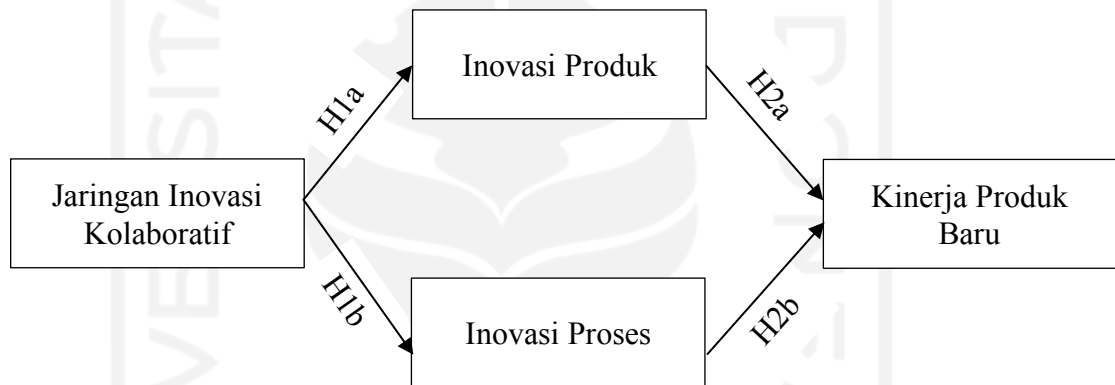 Inovasi Produk
H1a
H2a
Jaringan Inovasi
Kolaboratif
Kinerja Produk
Baru
H1b
H2b
Inovasi Proses